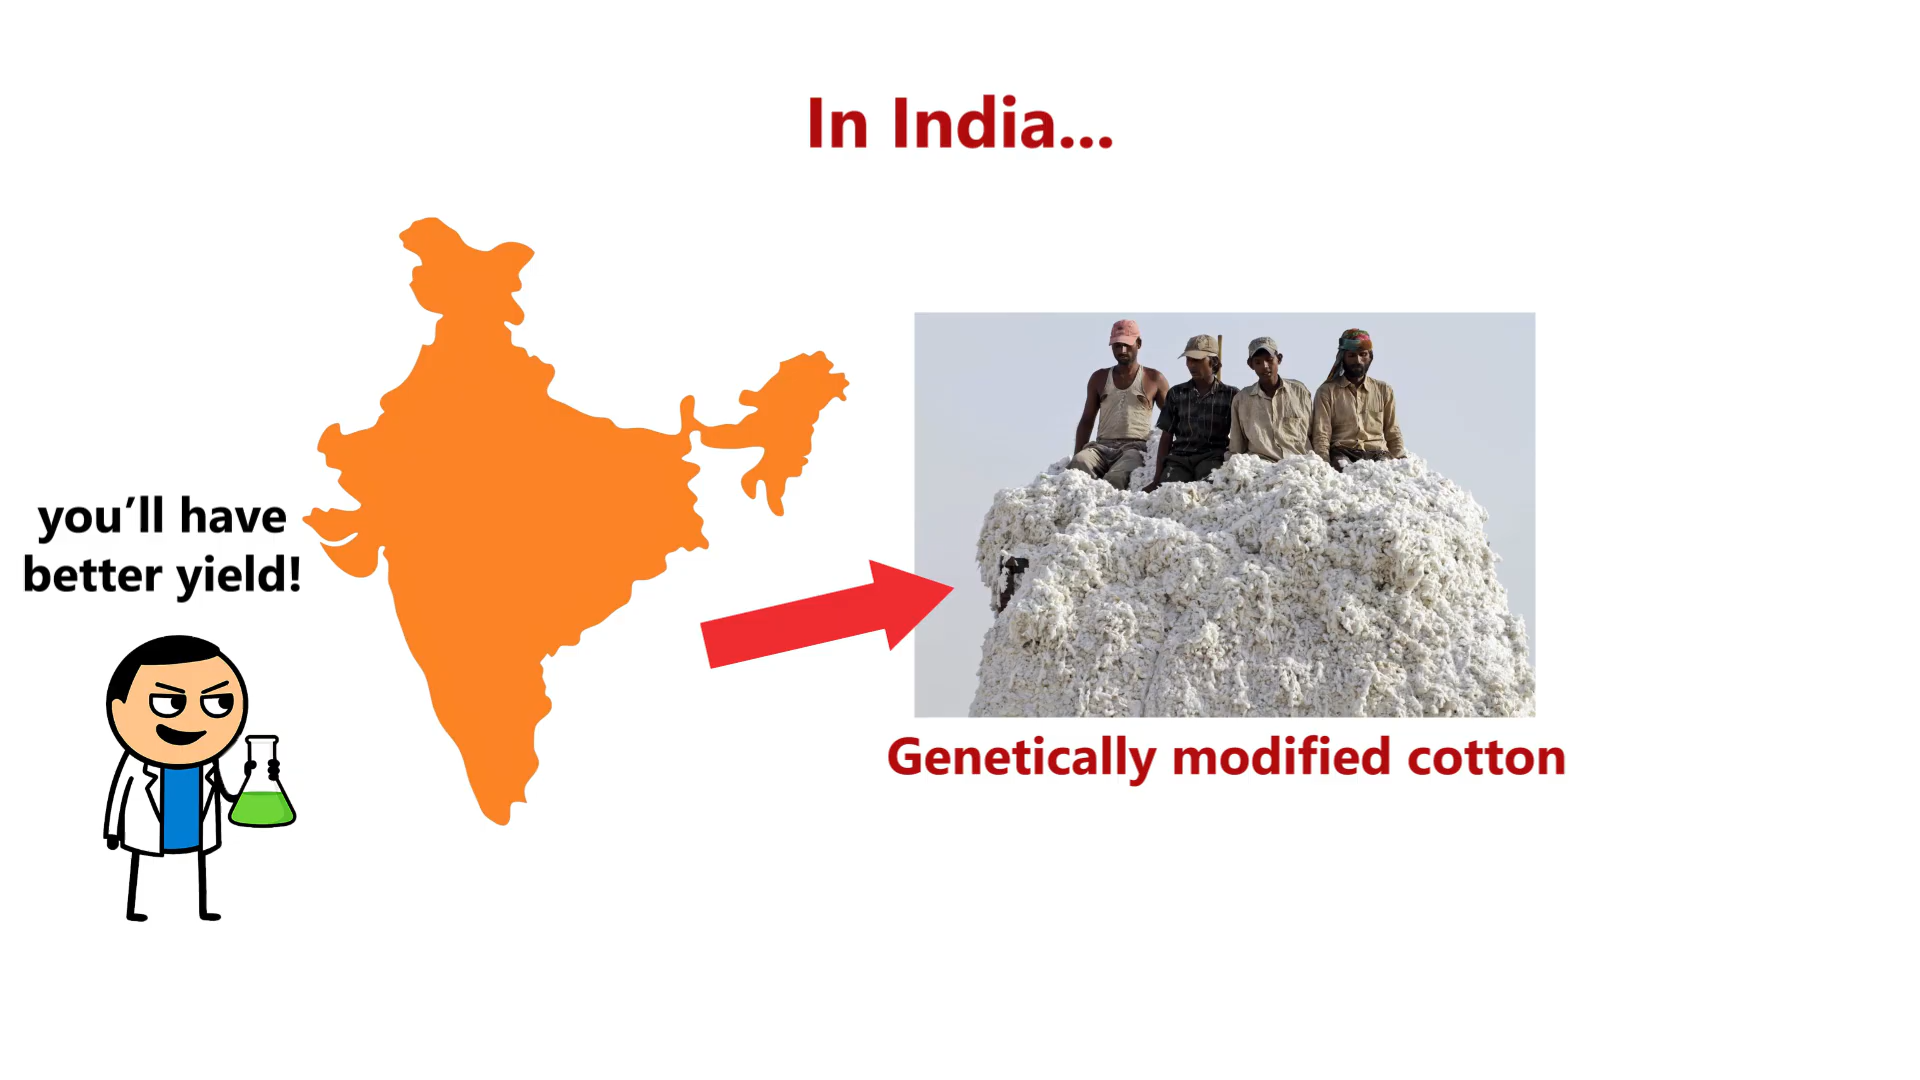 In India...
you’ll have
better yield!
Genetically modified cotton